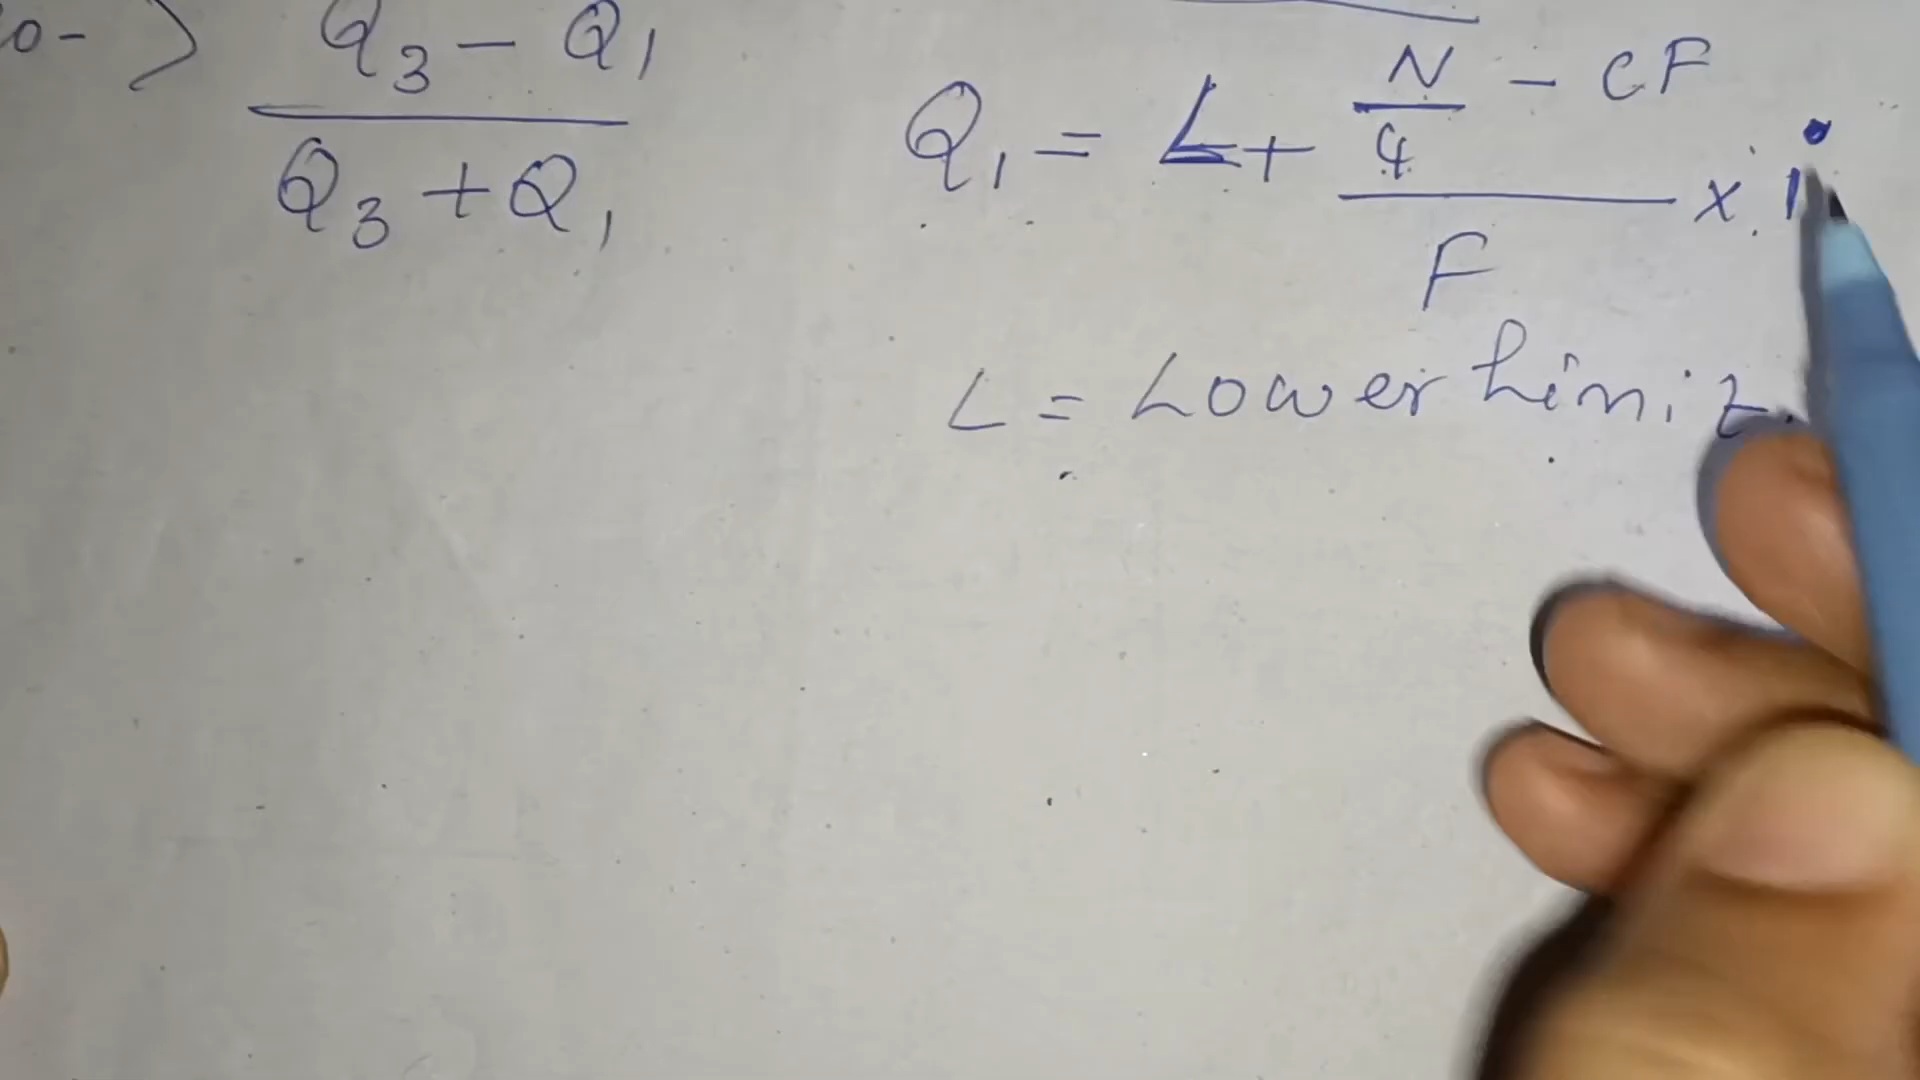 Q3 - Q1
Q3 + Q1
Q1 = L + N/4 - CF
F
× i
L = Lower Limit